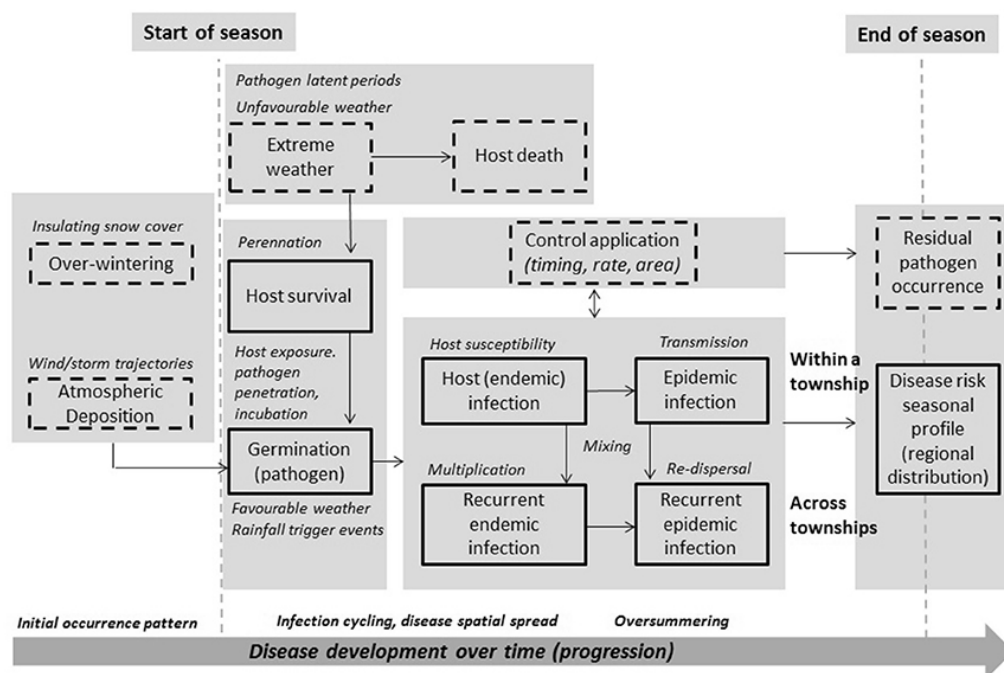 Start of season
End of season
Pathogen latent periods
Unfavourable weather
Extreme
weather
Host death
Insulating snow cover
Over-wintering
Wind/storm trajectories
Atmospheric
Deposition
Perennation
Host survival
Host exposure.
pathogen
penetration,
incubation
Germination
(pathogen)
Favourable weather
Rainfall trigger events
Control application
(timing, rate, area)
Host susceptibility
Transmission
Host (endemic)
infection
Epidemic
infection
Mixing
Multiplication
Re-dispersal
Recurrent
endemic
infection
Recurrent
epidemic
infection
Within a
township
Across
townships
Residual
pathogen
occurrence
Disease risk
seasonal
profile
(regional
distribution)
Initial occurrence pattern
Infection cycling, disease spatial spread
Oversummering
Disease development over time (progression)